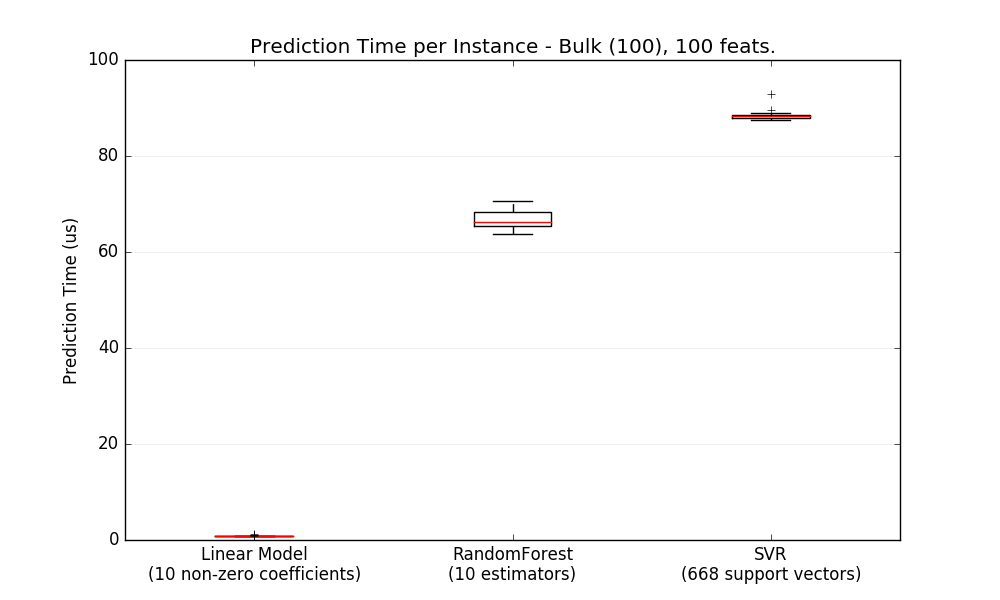 Prediction Time per Instance - Bulk (100), 100 feats.
100
80
60
40
20
0
Prediction Time (us)
Linear Model
(10 non-zero coefficients)
RandomForest
(10 estimators)
SVR
(668 support vectors)